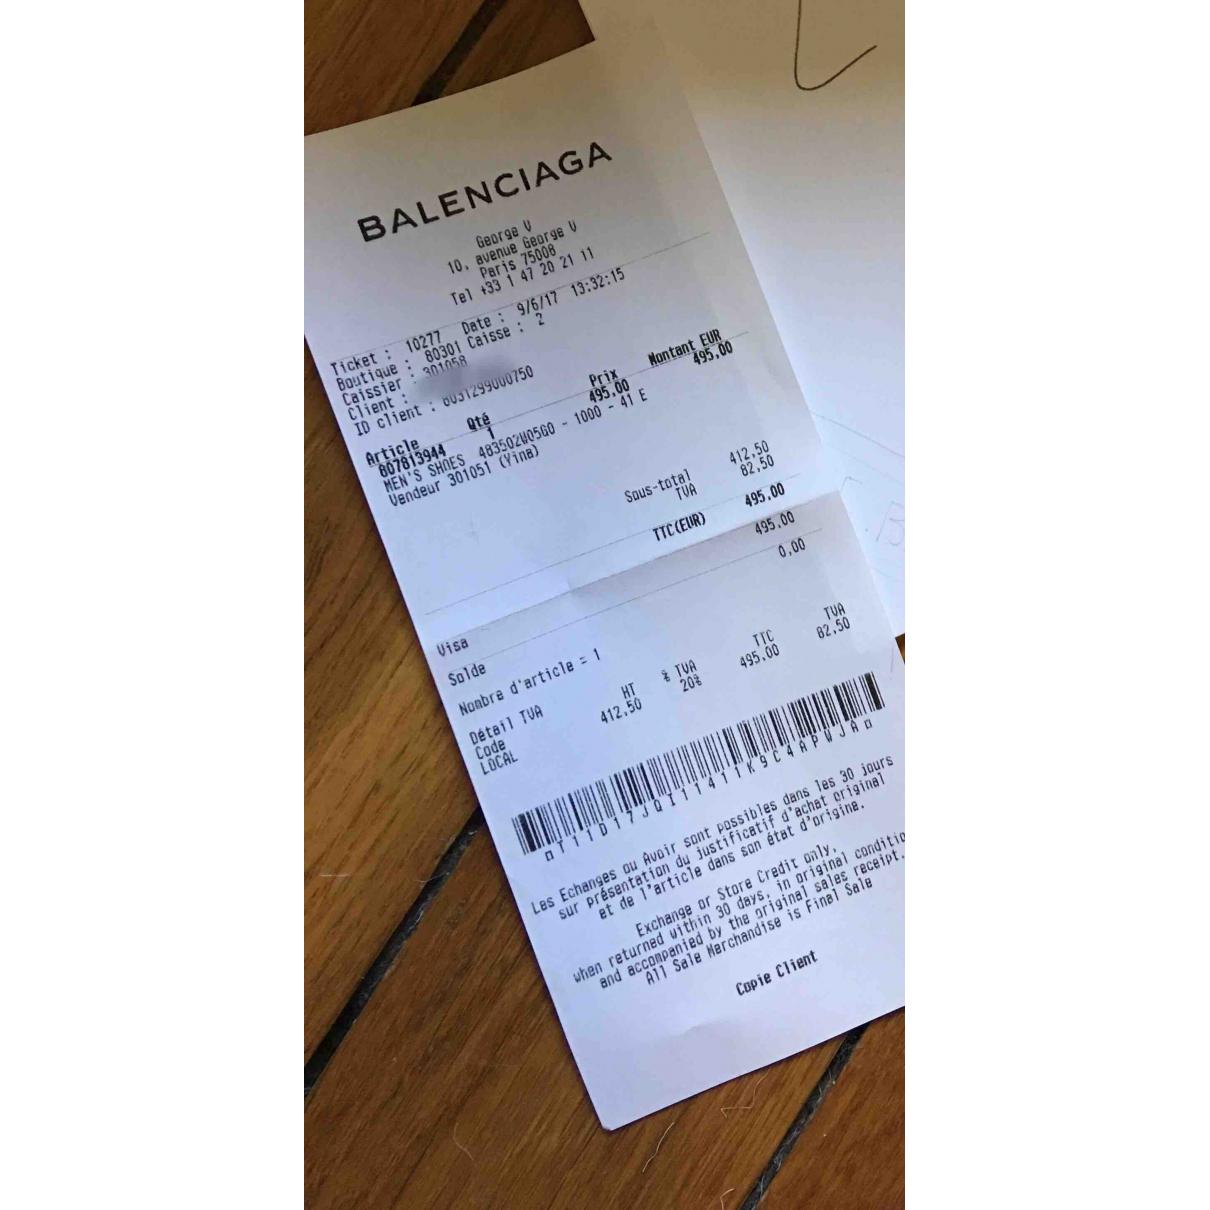 BALENCIAGA
George V
10, avenue George V
Paris 75008
Tel +33 1 47 20 21 11
Ticket : 10277 Date : 9/6/17 13:32:15
Boutique : 80301 Caisse : 2
Caissier : 301058
Client :
ID client : 8031299000750
Article Qté Prix Montant EUR
807813944 1 495.00 495.00
MEN'S SHOES 483502W05G0 - 1000 - 41 E
Vendeur 301051 (Yina)
Sous-total 412,50
TVA 82,50
TTC(EUR) 495.00
Visa 495,00
Solde 0,00
Nombre d'article = 1
Détail TVA
Code HT % TVA TTC TVA
LOCAL 412,50 20% 495,00 82,50
¤T11D17JQI11411K9C4APWJA¤
Les Echanges ou Avoir sont possibles dans les 30 jours
sur présentation du justificatif d'achat original
et de l'article dans son état d'origine.
Exchange or Store Credit only,
when returned within 30 days, in original conditio
and accompanied by the original sales receipt.
All Sale Merchandise is Final Sale
Copie Client